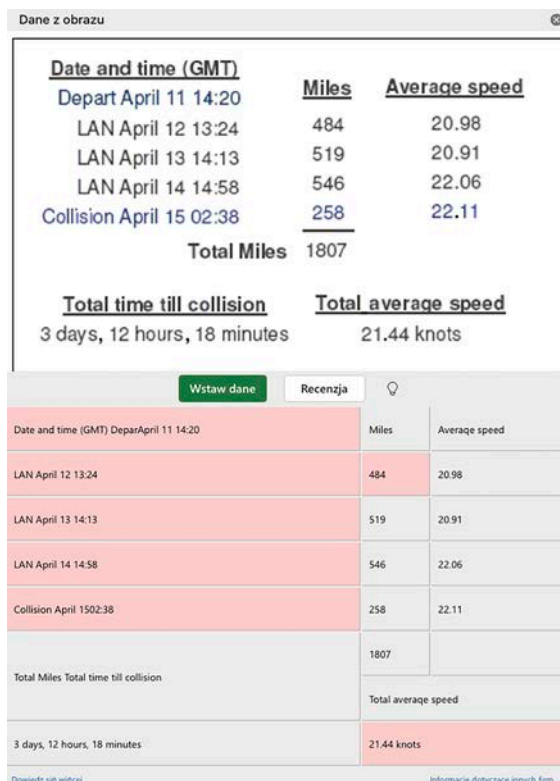 Dane z obrazu
Date and time (GMT) Miles Average speed
Depart April 11 14:20
LAN April 12 13:24 484 20.98
LAN April 13 14:13 519 20.91
LAN April 14 14:58 546 22.06
Collision April 15 02:38 258 22.11
Total Miles 1807
Total time till collision Total average speed
3 days, 12 hours, 18 minutes 21.44 knots
Wstaw dane Recenzja
Date and time (GMT) DeparApril 11 14:20 Miles Average speed
LAN April 12 13:24 484 20.98
LAN April 13 14:13 519 20.91
LAN April 14 14:58 546 22.06
Collision April 1502:38 258 22.11
1807
Total Miles Total time till collision
Total average speed
3 days, 12 hours, 18 minutes 21.44 knots
Dowiedz się więcej Informacje dotyczące innych firm